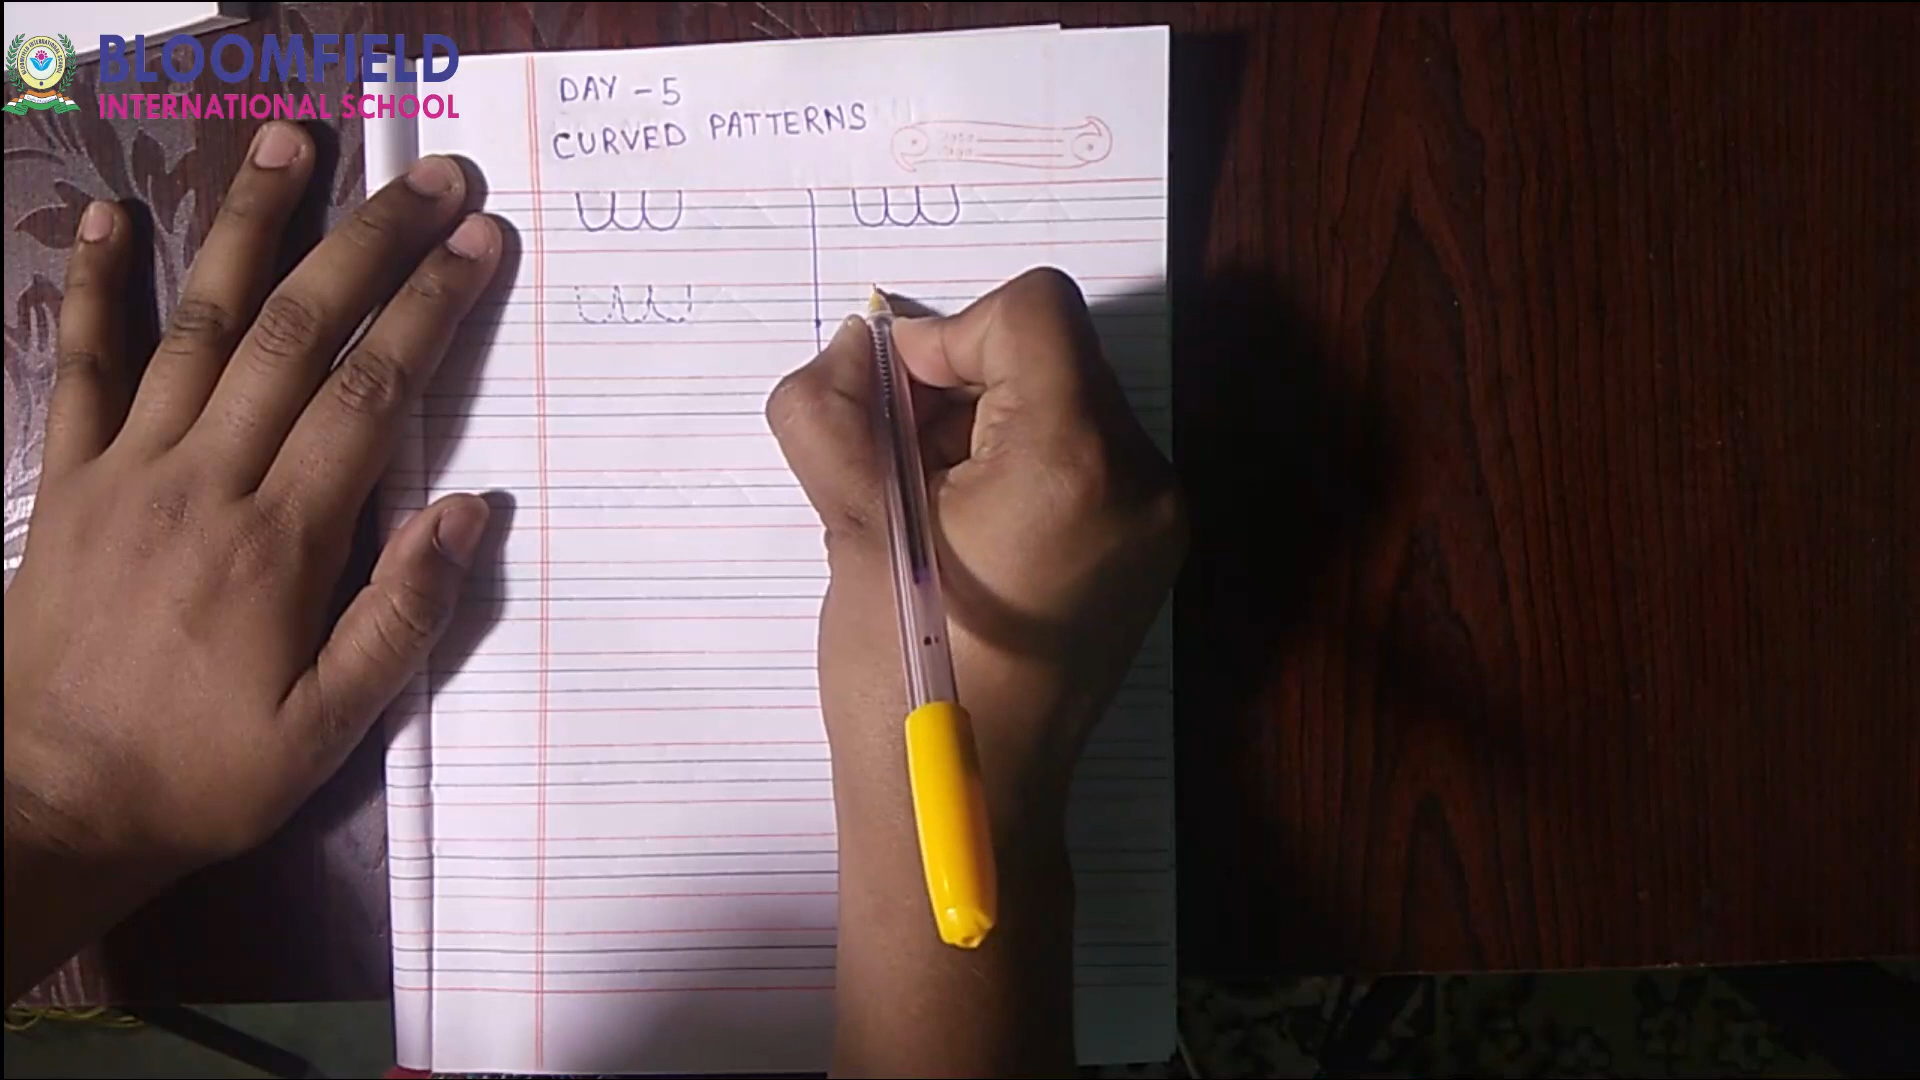 BLOOMFIELD
INTERNATIONAL SCHOOL
DAY - 5
CURVED PATTERNS